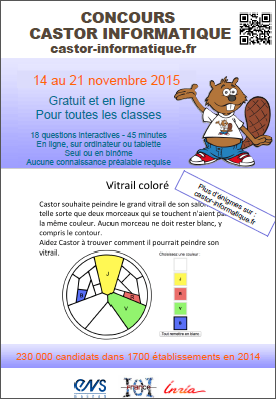 CONCOURS
CASTOR INFORMATIQUE
castor-informatique.fr
14 au 21 novembre 2015
Gratuit et en ligne
Pour toutes les classes
18 questions interactives - 45 minutes
En ligne, sur ordinateur ou tablette
Seul ou en binôme
Aucune connaissance préalable requise
Plus d'énigmes sur :
castor-informatique.fr
Vitrail coloré
Castor souhaite peindre le grand vitrail de son salon
telle sorte que deux morceaux qui se touchent n'aient pas
la même couleur. Aucun morceau ne doit rester blanc, y
compris le contour.
Aidez Castor à trouver comment il pourrait peindre son
vitrail.
Choisissez une couleur:
J
B
R
V
J
R
V
B
Tout remettre en blanc
230 000 candidats dans 1700 établissements en 2014
ens
france
Inria